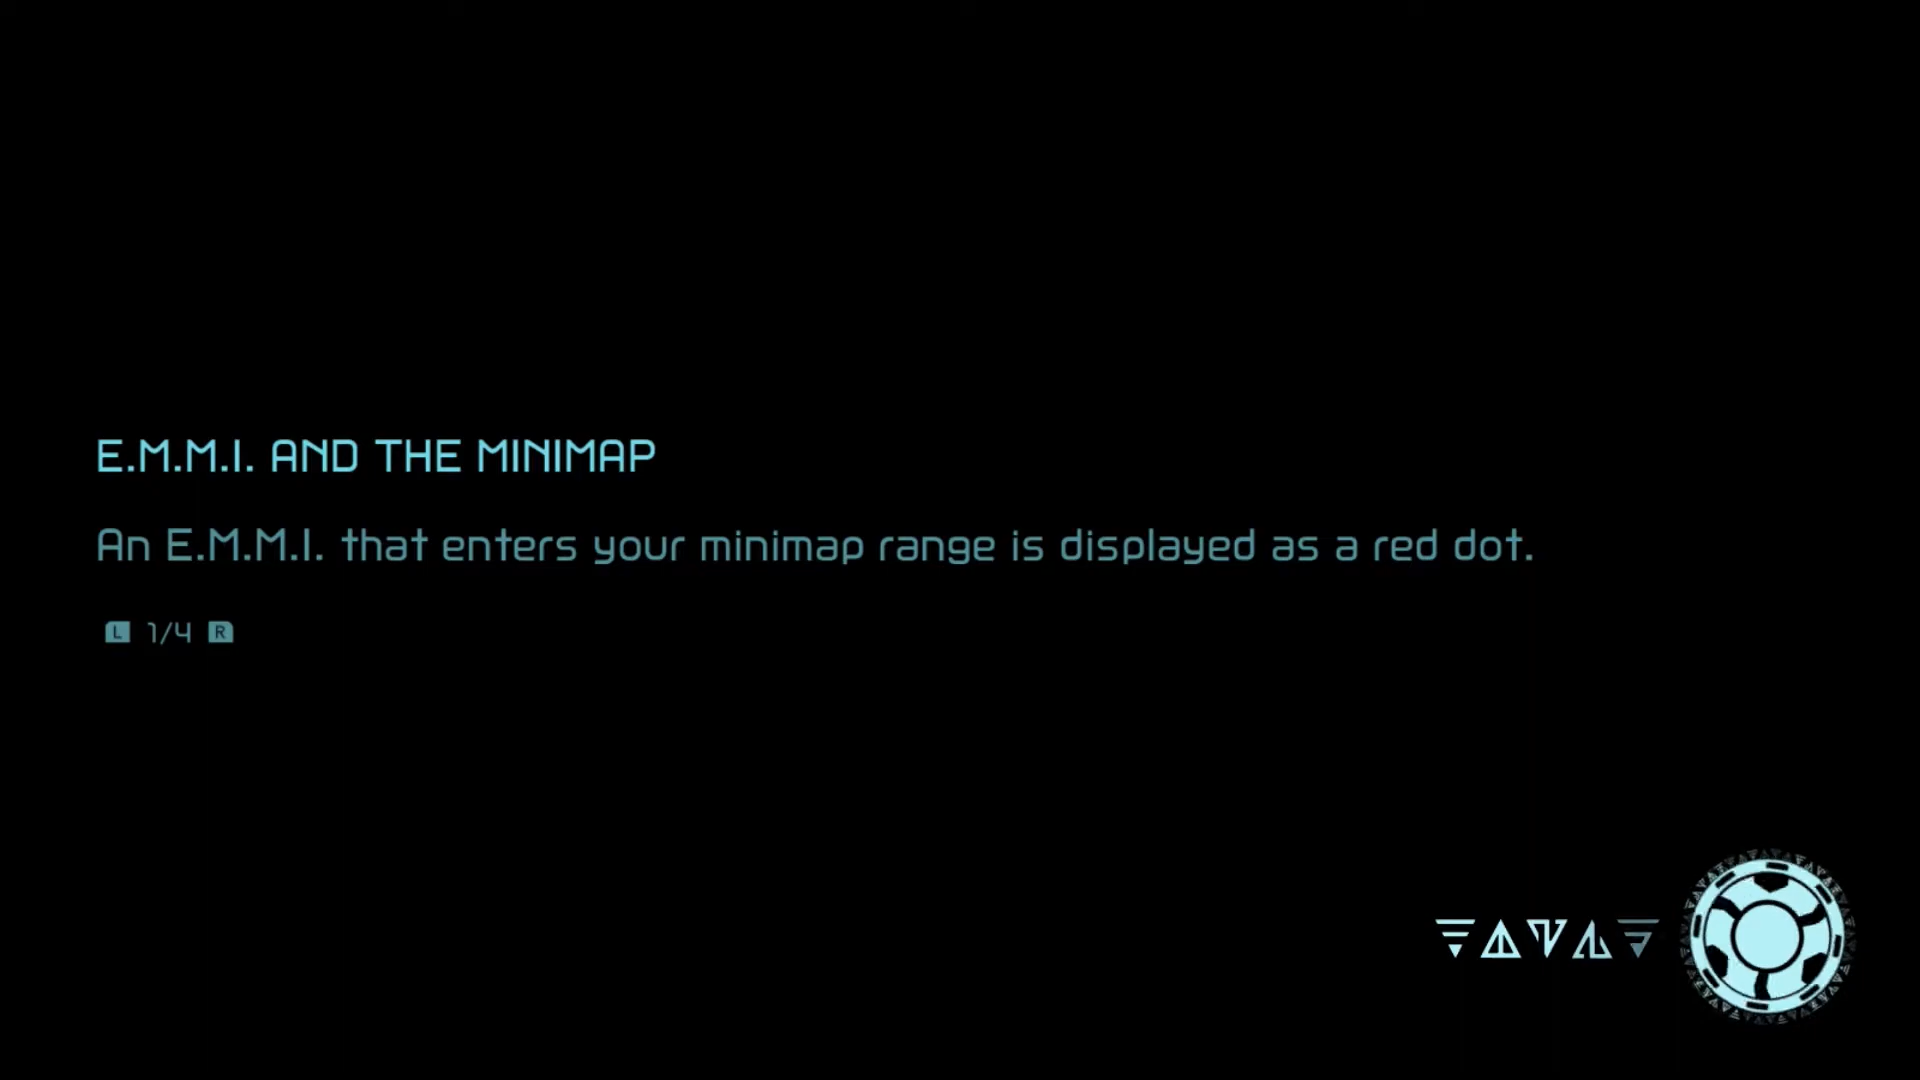 E.M.M.I. AND THE MINIMAP
An E.M.M.I. that enters your minimap range is displayed as a red dot.
L 1/4 R